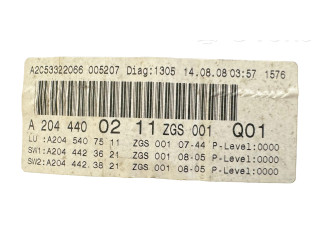 A2C53322066 005207 Diag:1305 14.08.08 03:57 1576
A 204 440 02 11 ZGS 001 Q01
LU :A204 540 75 11 ZGS 001 07-44 P-Level:0000
SW1:A204 442 36 21 ZGS 001 08-05 P-Level:0000
SW2:A204 442 38 21 ZGS 001 08-05 P-Level:0000